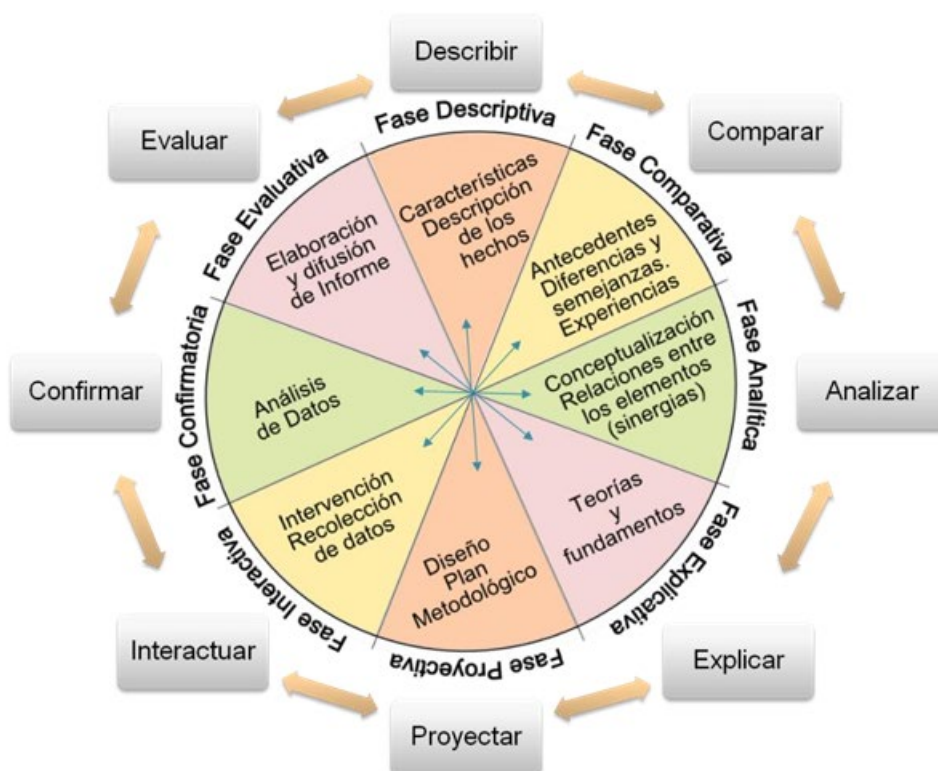 Describir
Comparar
Analizar
Explicar
Proyectar
Interactuar
Confirmar
Evaluar
Fase Descriptiva
Características
Descripción
de los
hechos
Fase Comparativa
Antecedentes
Diferencias y
semejanzas.
Experiencias
Fase Analítica
Conceptualización
Relaciones entre
los elementos
(sinergias)
Fase Explicativa
Teorías
y
fundamentos
Fase Proyectiva
Diseño
Plan
Metodológico
Fase Interactiva
Intervención
Recolección
de datos
Fase Confirmatoria
Análisis
de Datos
Fase Evaluativa
Elaboración
y difusión
de Informe